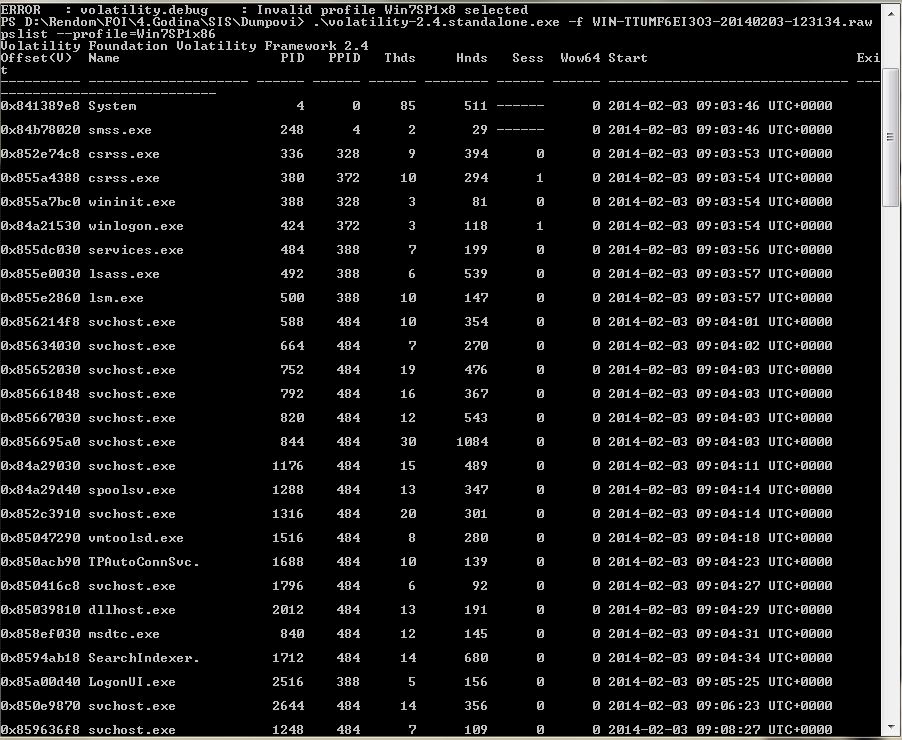 ERROR   : volatility.debug    : Invalid profile Win7SP1x8 selected
PS D:\Rendom\FOI\4.Godina\SIS\Dumpovi> .\volatility-2.4.standalone.exe -f WIN-TTUMF6EI3O3-20140203-123134.raw
pslist --profile=Win7SP1x86
Volatility Foundation Volatility Framework 2.4
Offset(V)  Name                    PID   PPID   Thds     Hnds   Sess  Wow64 Start                          Exi
t
---------- -------------------- ------ ------ ------ -------- ------ ------ ------------------------------ ---
---------------------------
0x841389e8 System                    4      0     85      511 ------      0 2014-02-03 09:03:46 UTC+0000
0x84b78020 smss.exe                248      4      2       29 ------      0 2014-02-03 09:03:46 UTC+0000
0x852e74c8 csrss.exe               336    328      9      394      0      0 2014-02-03 09:03:53 UTC+0000
0x855a4388 csrss.exe               380    372     10      294      1      0 2014-02-03 09:03:54 UTC+0000
0x855a7bc0 wininit.exe             388    328      3       81      0      0 2014-02-03 09:03:54 UTC+0000
0x84a21530 winlogon.exe            424    372      3      118      1      0 2014-02-03 09:03:54 UTC+0000
0x855dc030 services.exe            484    388      7      199      0      0 2014-02-03 09:03:56 UTC+0000
0x855e0030 lsass.exe               492    388      6      539      0      0 2014-02-03 09:03:57 UTC+0000
0x855e2860 lsm.exe                 500    388     10      147      0      0 2014-02-03 09:03:57 UTC+0000
0x856214f8 svchost.exe             588    484     10      354      0      0 2014-02-03 09:04:01 UTC+0000
0x85634030 svchost.exe             664    484      7      270      0      0 2014-02-03 09:04:02 UTC+0000
0x85652030 svchost.exe             752    484     19      476      0      0 2014-02-03 09:04:03 UTC+0000
0x85661848 svchost.exe             792    484     16      367      0      0 2014-02-03 09:04:03 UTC+0000
0x85667030 svchost.exe             820    484     12      543      0      0 2014-02-03 09:04:03 UTC+0000
0x856695a0 svchost.exe             844    484     30     1084      0      0 2014-02-03 09:04:03 UTC+0000
0x84a29030 svchost.exe            1176    484     15      489      0      0 2014-02-03 09:04:11 UTC+0000
0x84a29d40 spoolsv.exe            1288    484     13      347      0      0 2014-02-03 09:04:14 UTC+0000
0x852c3910 svchost.exe            1316    484     20      301      0      0 2014-02-03 09:04:14 UTC+0000
0x85047290 vmtoolsd.exe           1516    484      8      280      0      0 2014-02-03 09:04:18 UTC+0000
0x850acb90 TPAutoConnSvc.         1688    484     10      139      0      0 2014-02-03 09:04:23 UTC+0000
0x850416c8 svchost.exe            1796    484      6       92      0      0 2014-02-03 09:04:27 UTC+0000
0x85039810 dllhost.exe            2012    484     13      191      0      0 2014-02-03 09:04:29 UTC+0000
0x858ef030 msdtc.exe               840    484     12      145      0      0 2014-02-03 09:04:31 UTC+0000
0x8594ab18 SearchIndexer.         1712    484     14      680      0      0 2014-02-03 09:04:34 UTC+0000
0x85a00d40 LogonUI.exe            2516    388      5      156      0      0 2014-02-03 09:05:25 UTC+0000
0x850e9870 svchost.exe            2644    484     14      356      0      0 2014-02-03 09:06:23 UTC+0000
0x859636f8 svchost.exe            1248    484      7      109      0      0 2014-02-03 09:08:27 UTC+0000